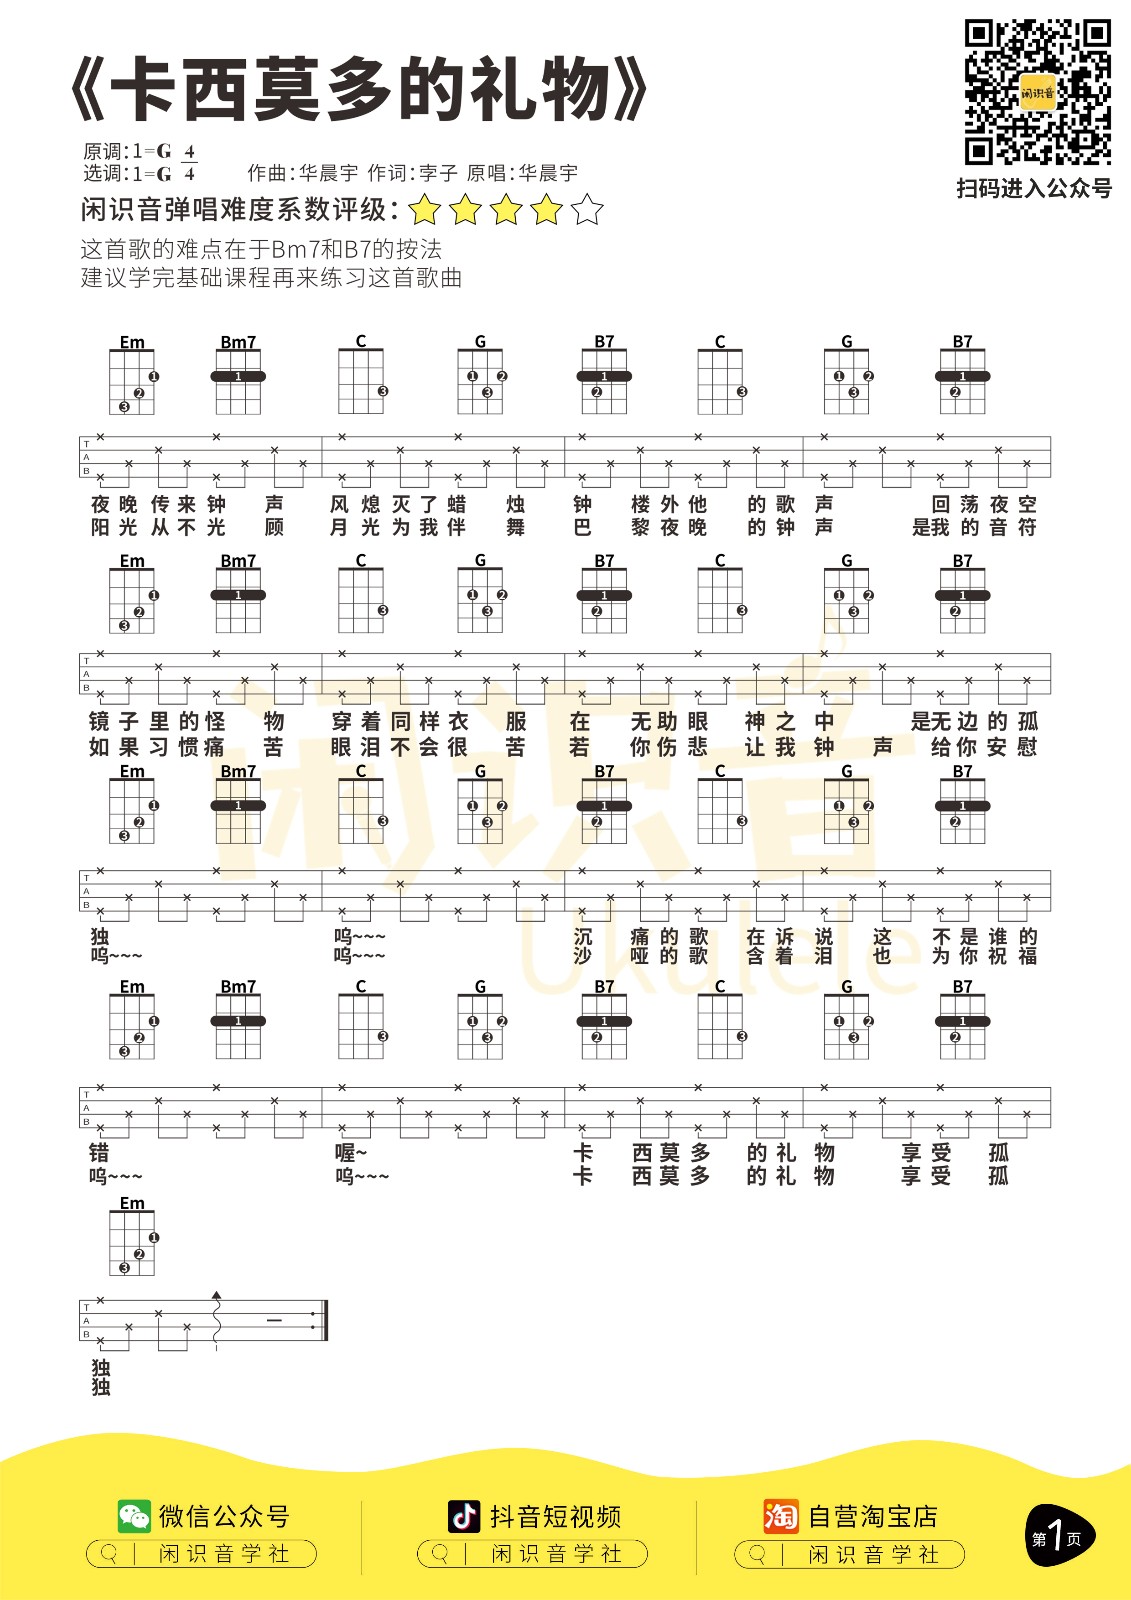 《卡西莫多的礼物》
闲识音
扫码进入公众号
原调:1=G 4/4
选调:1=G 作曲:华晨宇 作词:孛子 原唱:华晨宇
闲识音弹唱难度系数评级:
这首歌的难点在于Bm7和B7的按法
建议学完基础课程再来练习这首歌曲
Em Bm7 C G B7 C G B7
T A B
夜晚传来钟 声 风熄灭了蜡 烛 钟 楼外他 的歌声 回荡夜空
阳光从不光 顾 月光为我伴 舞 巴 黎夜晚 的钟声 是我的音符
Em Bm7 C G B7 C G B7
T A B
镜子里的怪 物 穿着同样衣 服 在 无助眼 神之中 是无边的孤
如果习惯痛 苦 眼泪不会很 苦 若 你伤悲 让我钟 声 给你安慰
Em Bm7 C G B7 C G B7
T A B
独 呜~~~ 沉 痛的歌 在诉说 这 不是谁的
呜~~~ 呜~~~ 沙 哑的歌 含着泪 也 为你祝福
Em Bm7 C G B7 C G B7
T A B
错 喔~ 卡 西莫多 的礼物 享受 孤
呜~~~ 呜~~~ 卡 西莫多 的礼物 享受 孤
Em
T A B
独
独
闲识音
Ukulele
微信公众号 抖音短视频 自营淘宝店
闲识音学社 闲识音学社 闲识音学社
第1页